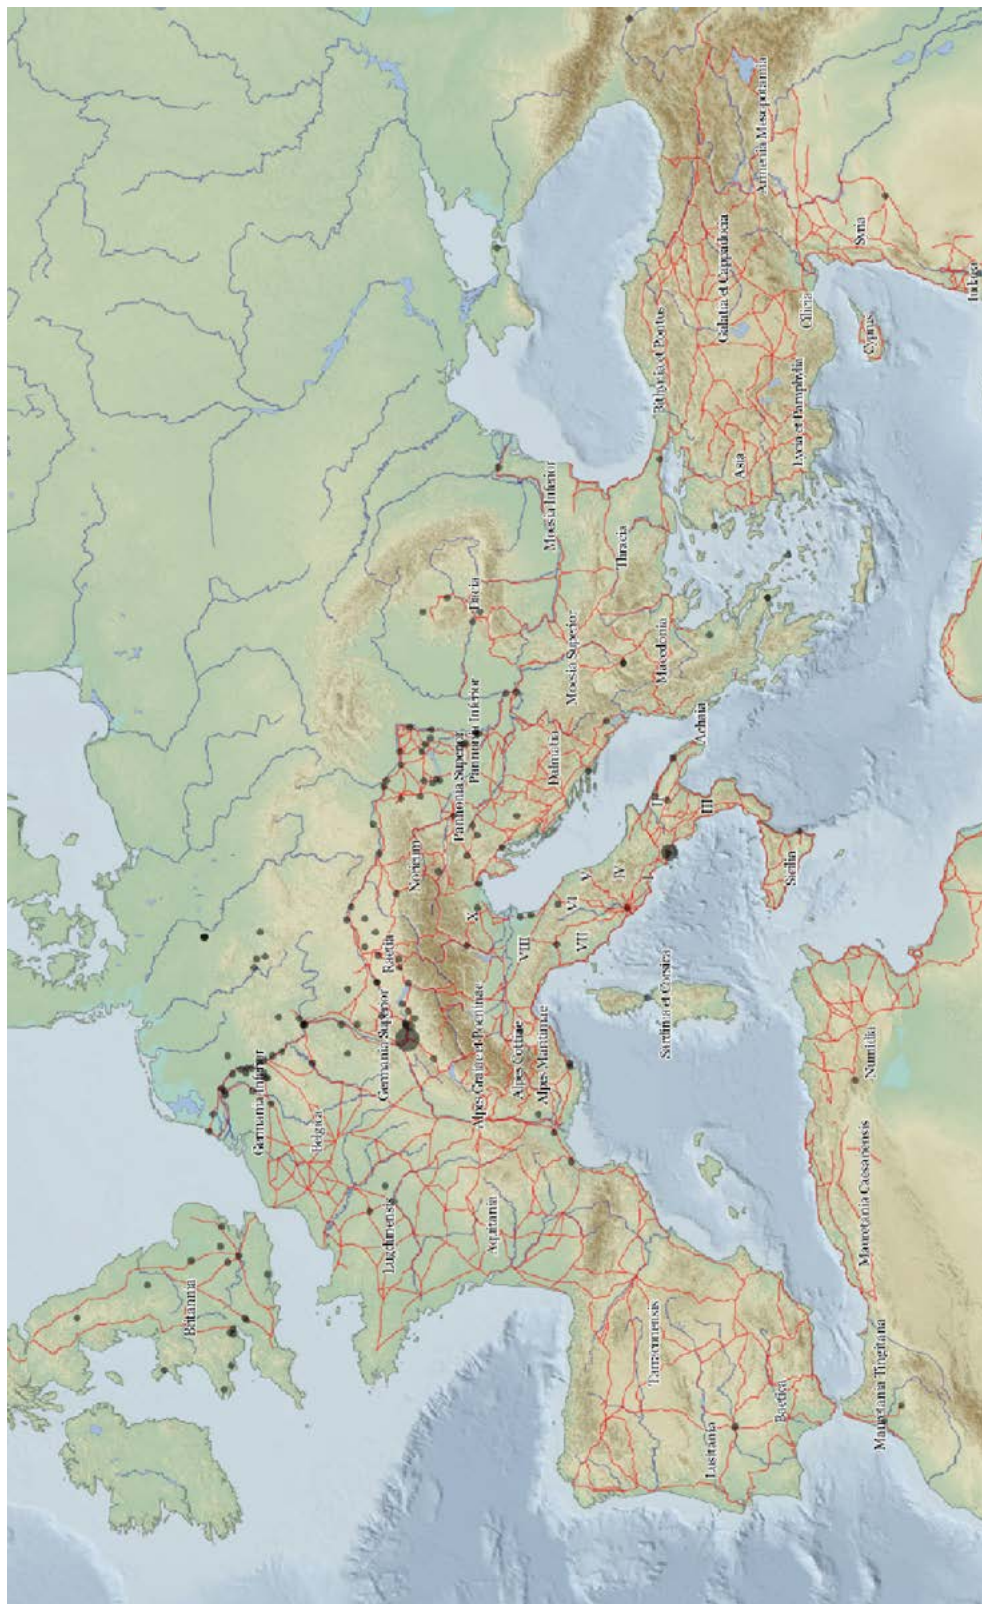 Britannia
Germania Inferior
Belgica
Lugdunensis
Germania Superior
Raetia
Noricum
Aquitania
Alpes Graiae et Poeninae
Alpes Cottiae
Alpes Maritimae
X
VIII
VII
VI
V
IV
I
II
III
Pannonia Superior
Pannonia Inferior
Dacia
Dalmatia
Moesia Superior
Moesia Inferior
Thracia
Macedonia
Achaia
Tarraconensis
Lusitania
Baetica
Sardinia et Corsica
Sicilia
Mauretania Tingitana
Mauretania Caesariensis
Numidia
Bithynia et Pontus
Asia
Galatia et Cappadocia
Lycia et Pamphylia
Cilicia
Cyprus
Armenia Mesopotamia
Syria